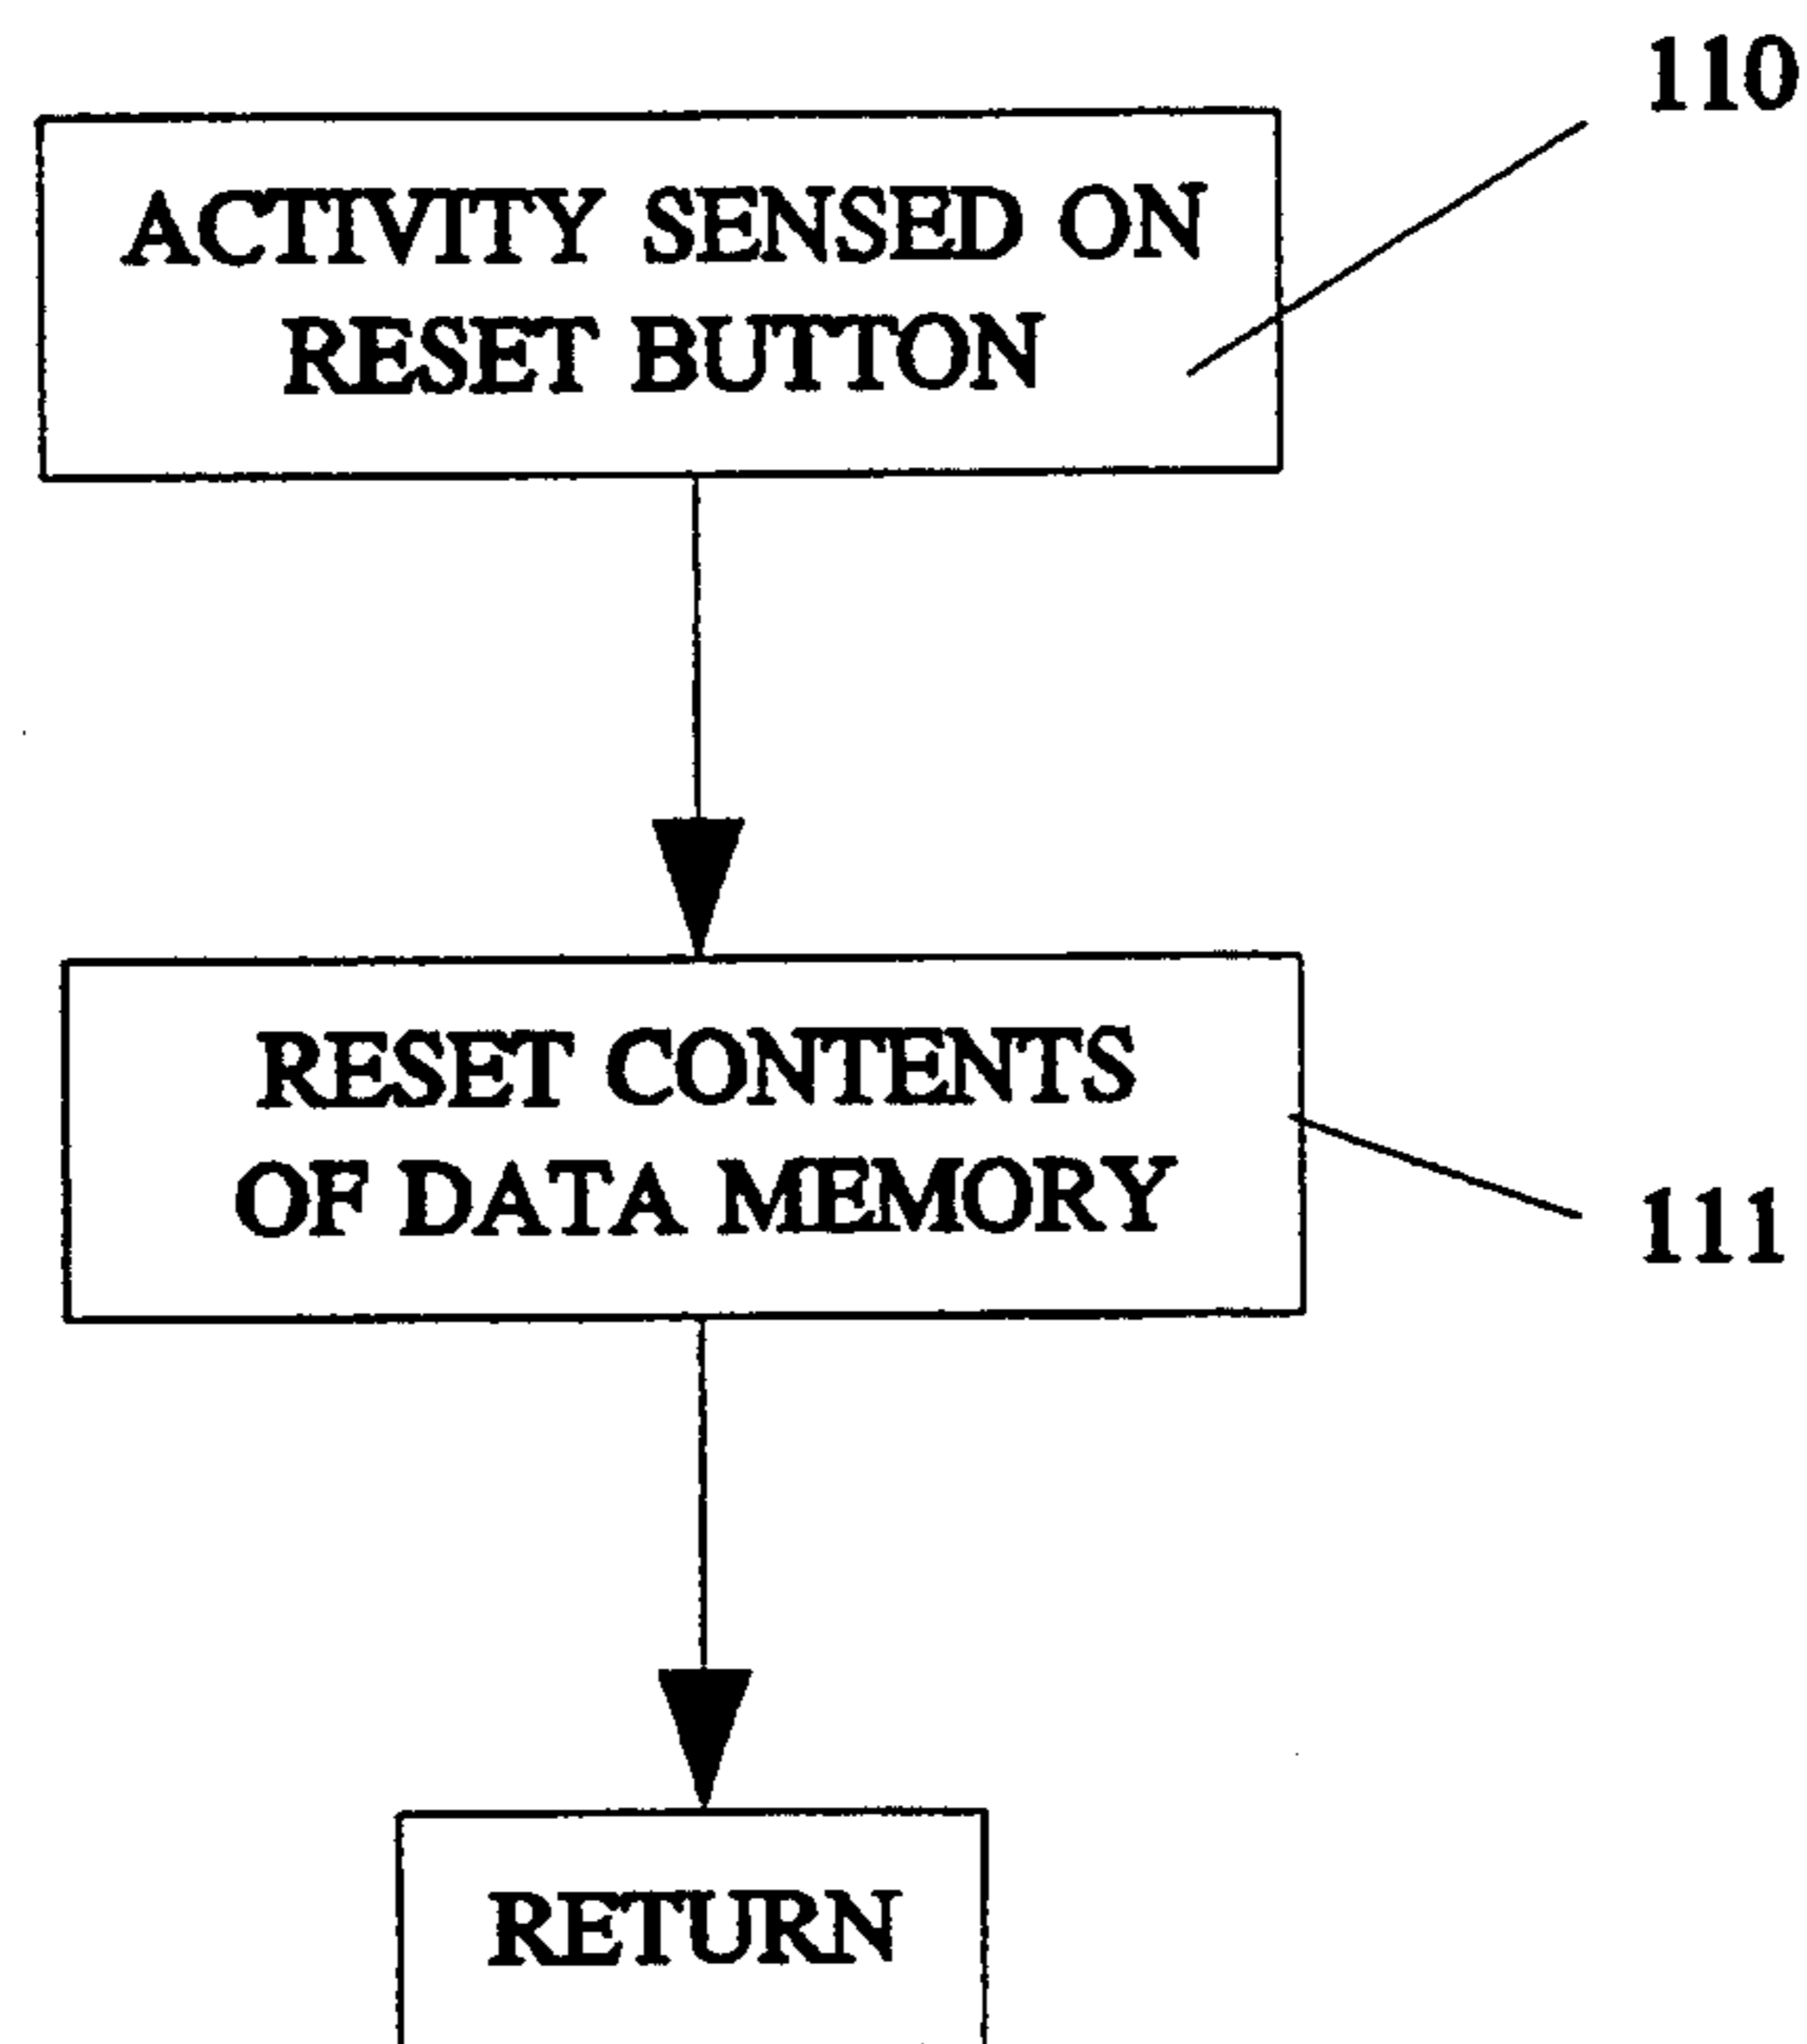 110
ACTIVITY SENSED ON
RESET BUTTON
RESET CONTENTS
OF DATA MEMORY
111
RETURN